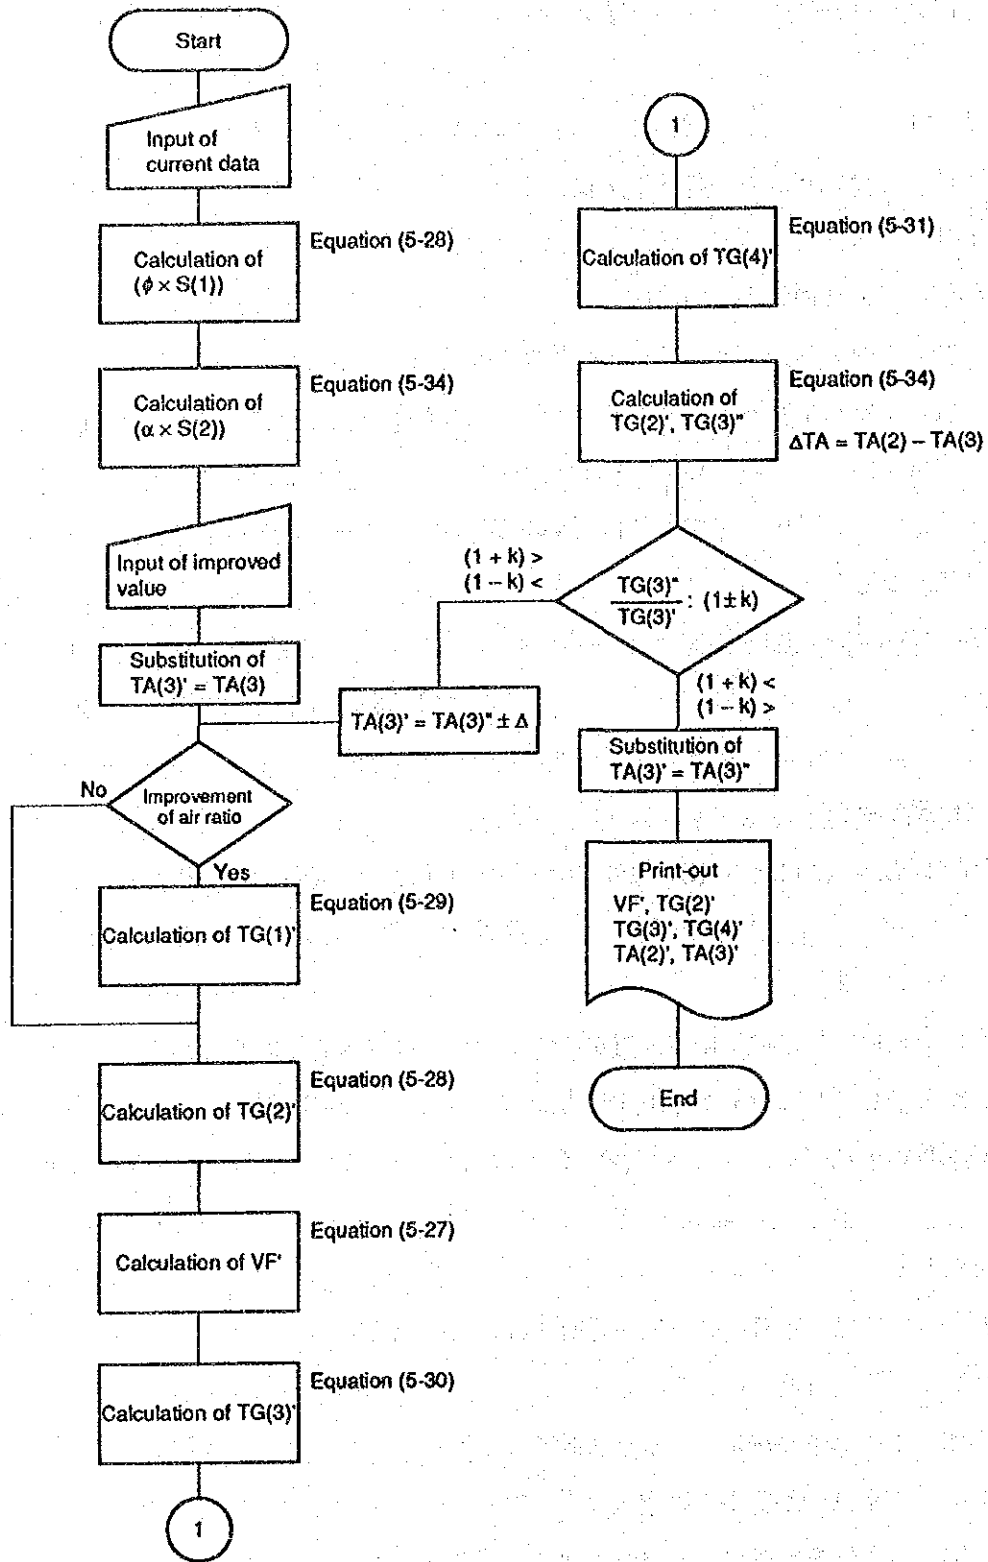 Start
Input of
current data
Calculation of
(ϕ × S(1))
Equation (5-28)
Calculation of
(α × S(2))
Equation (5-34)
Input of improved
value
Substitution of
TA(3)' = TA(3)
No
Improvement
of air ratio
Yes
Calculation of TG(1)'
Equation (5-29)
Calculation of TG(2)'
Equation (5-28)
Calculation of VF'
Equation (5-27)
Calculation of TG(3)'
Equation (5-30)
1
1
Calculation of TG(4)'
Equation (5-31)
Calculation of
TG(2)', TG(3)"
Equation (5-34)
ΔTA = TA(2) – TA(3)
(1 + k) >
(1 – k) <
TG(3)"
TG(3)'
: (1±k)
TA(3)' = TA(3)" ± Δ
(1 + k) <
(1 – k) >
Substitution of
TA(3)' = TA(3)"
Print-out
VF', TG(2)'
TG(3)', TG(4)'
TA(2)', TA(3)'
End